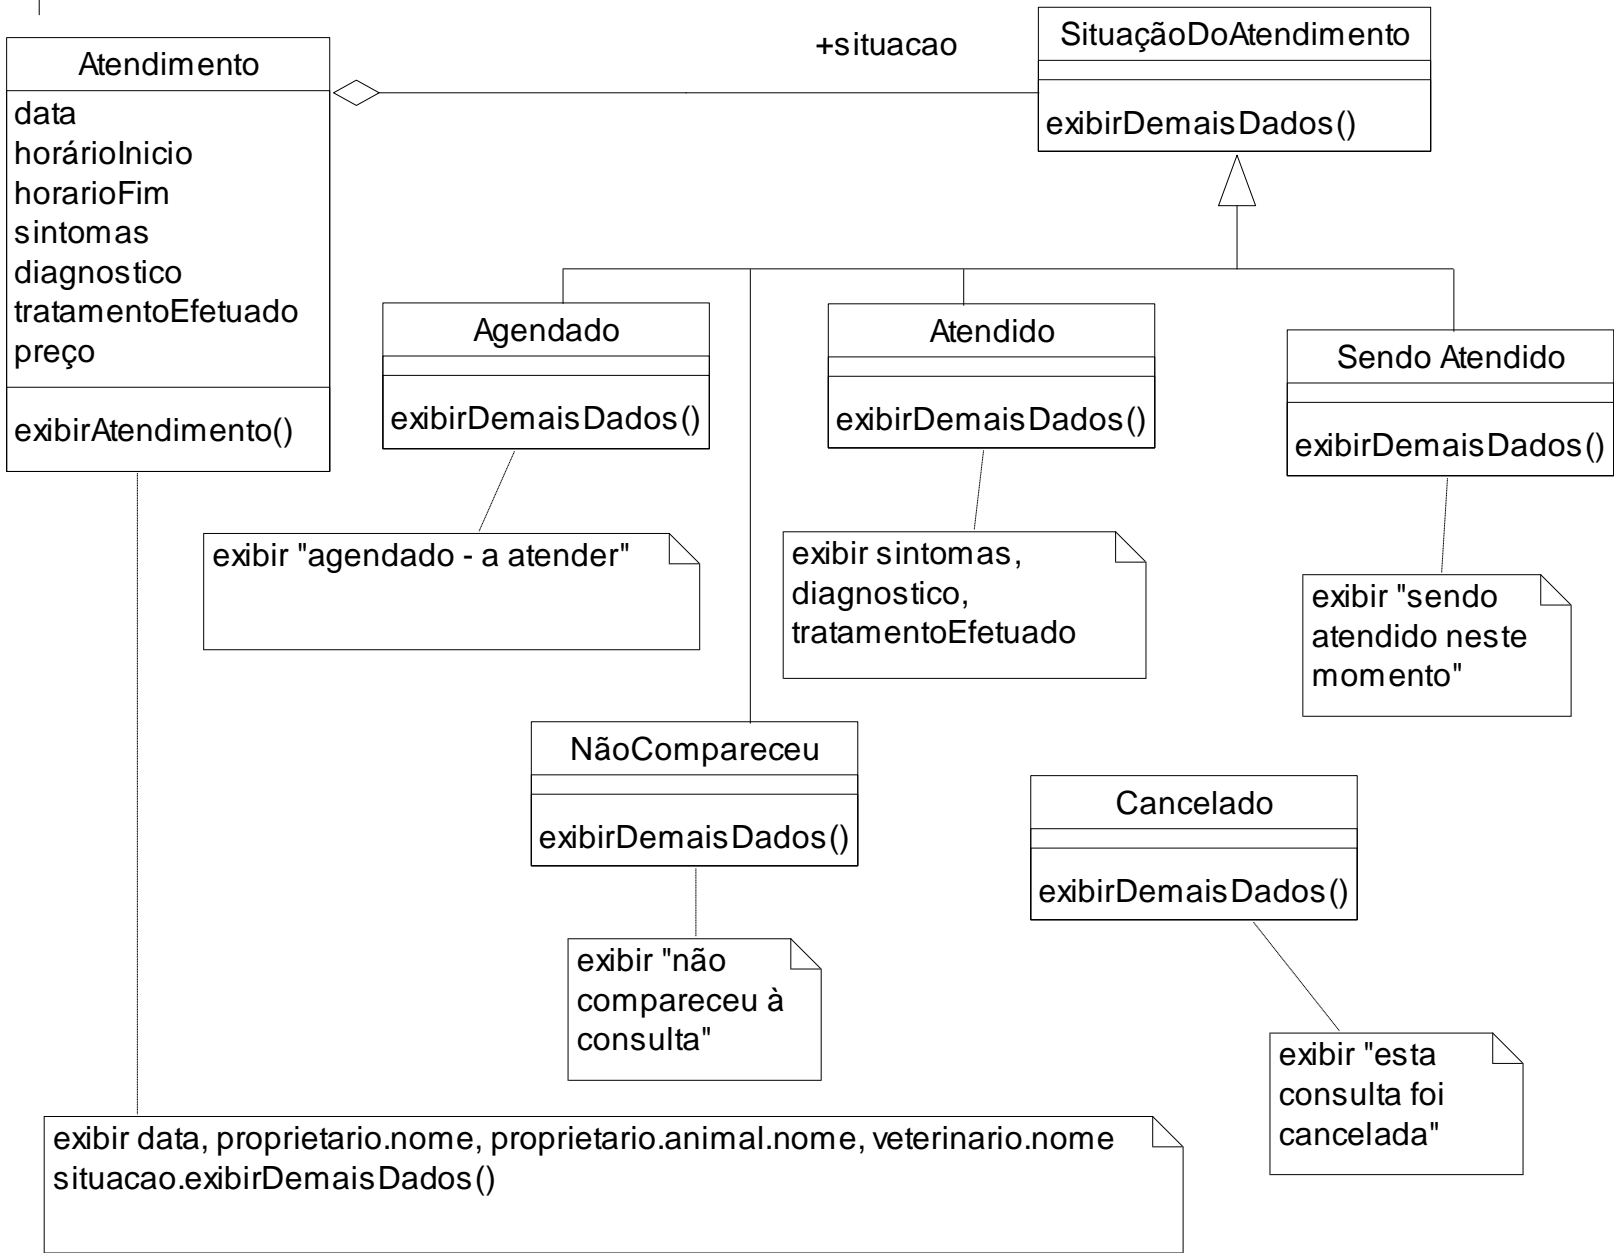 +situacao
SituaçãoDoAtendimento
exibirDemaisDados()
Atendimento
data
horárioInicio
horarioFim
sintomas
diagnostico
tratamentoEfetuado
preço
exibirAtendimento()
Agendado
exibirDemaisDados()
Atendido
exibirDemaisDados()
Sendo Atendido
exibirDemaisDados()
exibir "agendado - a atender"
exibir sintomas,
diagnostico,
tratamentoEfetuado
exibir "sendo
atendido neste
momento"
NãoCompareceu
exibirDemaisDados()
Cancelado
exibirDemaisDados()
exibir "não
compareceu à
consulta"
exibir "esta
consulta foi
cancelada"
exibir data, proprietario.nome, proprietario.animal.nome, veterinario.nome
situacao.exibirDemaisDados()